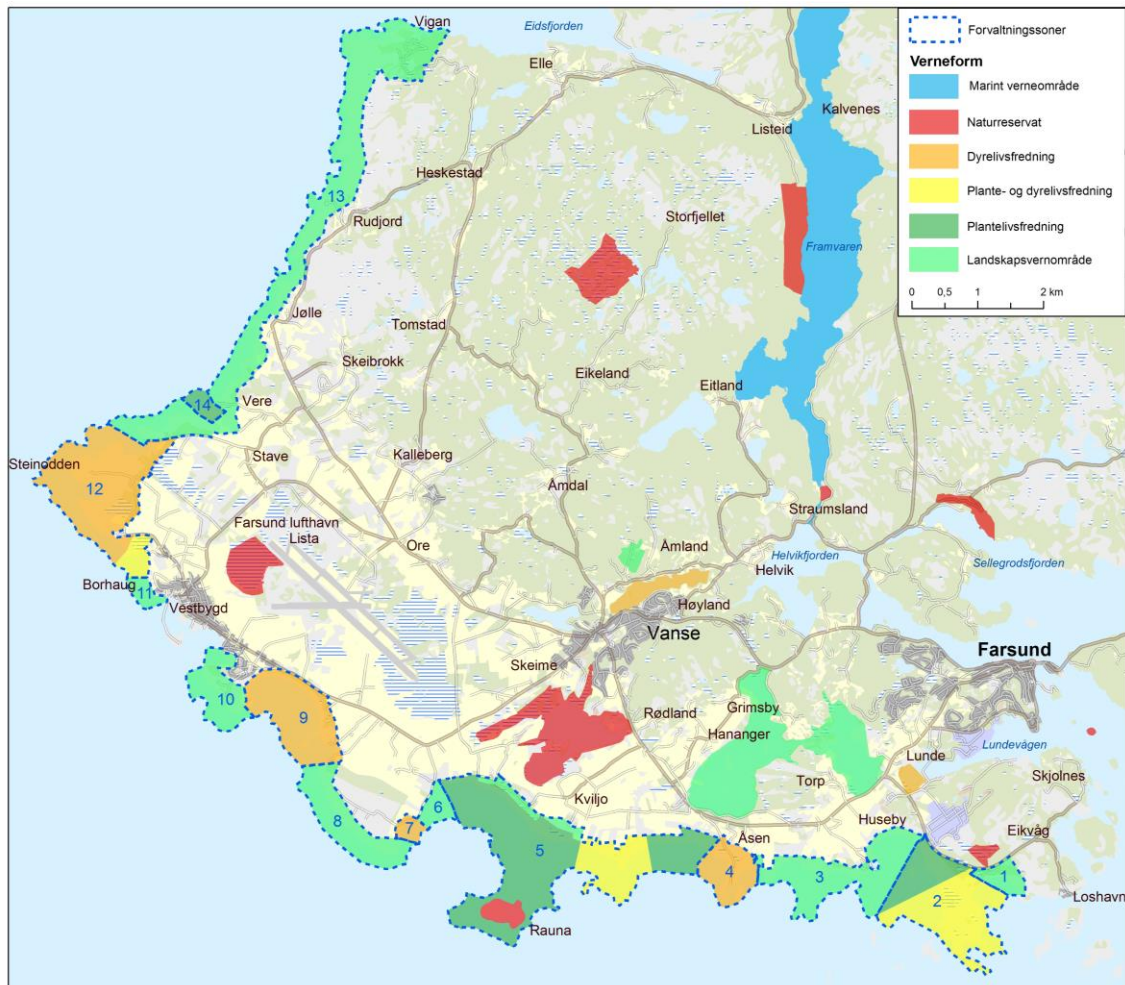 Vigan
Eidsfjorden
Elle
Kalvenes
Listeid
Heskestad
Storfjellet
Rudjord
13
Framvaren
Jølle
Tomstad
Skeibrokk
Eikeland
Eitland
14
Vere
Steinodden
Stave
Kalleberg
12
Åmdal
Straumsland
Farsund lufthavn
Lista
Ore
Åmland
Helvikfjorden
Helvik
Sellegrodsfjorden
Borhaug
11
Vestbygd
Høyland
Vanse
Farsund
Skeime
10
9
Rødland
Grimsby
Hananger
Lundevågen
Lunde
Torp
Skjolnes
Kviljo
6
Huseby
8
7
Åsen
Eikvåg
5
4
3
1
2
Loshavn
Rauna
Forvaltningssoner
Verneform
Marint verneområde
Naturreservat
Dyrelivsfredning
Plante- og dyrelivsfredning
Plantelivsfredning
Landskapsvernområde
0 0,5 1 2 km